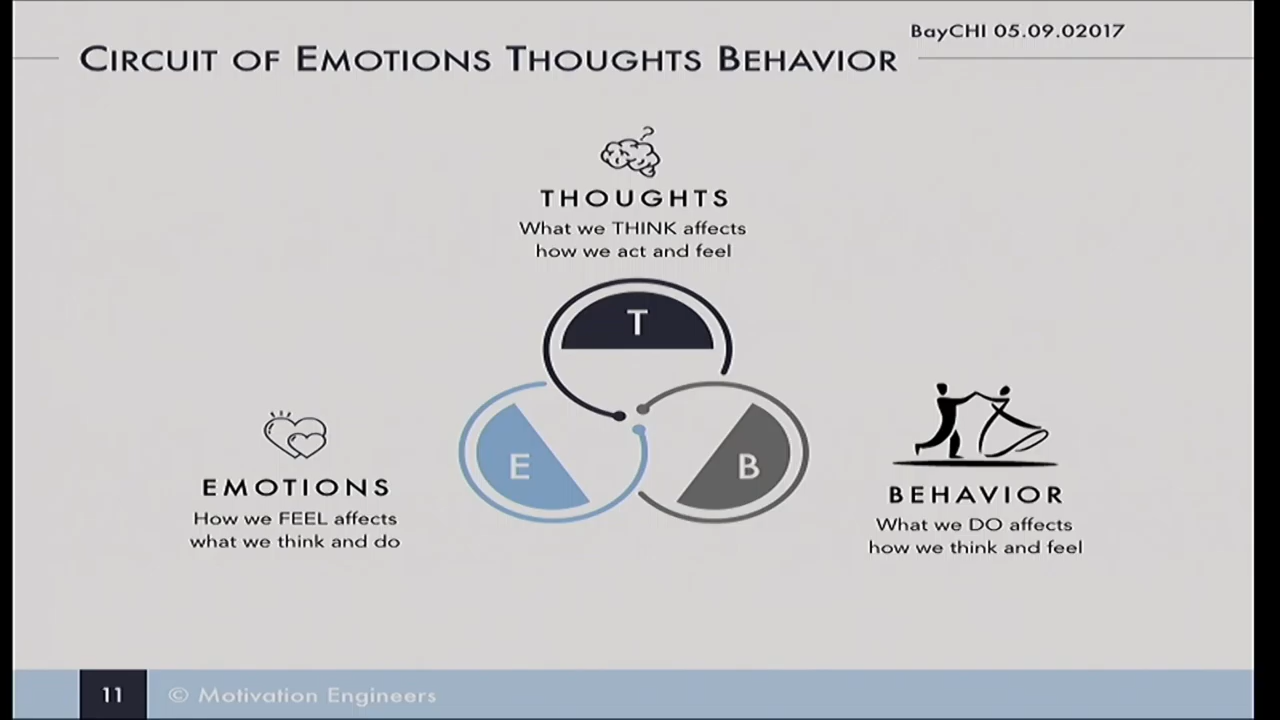 BayCHI 05.09.02017
CIRCUIT OF EMOTIONS THOUGHTS BEHAVIOR
?
THOUGHTS
What we THINK affects
how we act and feel
T
E
B
EMOTIONS
How we FEEL affects
what we think and do
BEHAVIOR
What we DO affects
how we think and feel
11
© Motivation Engineers